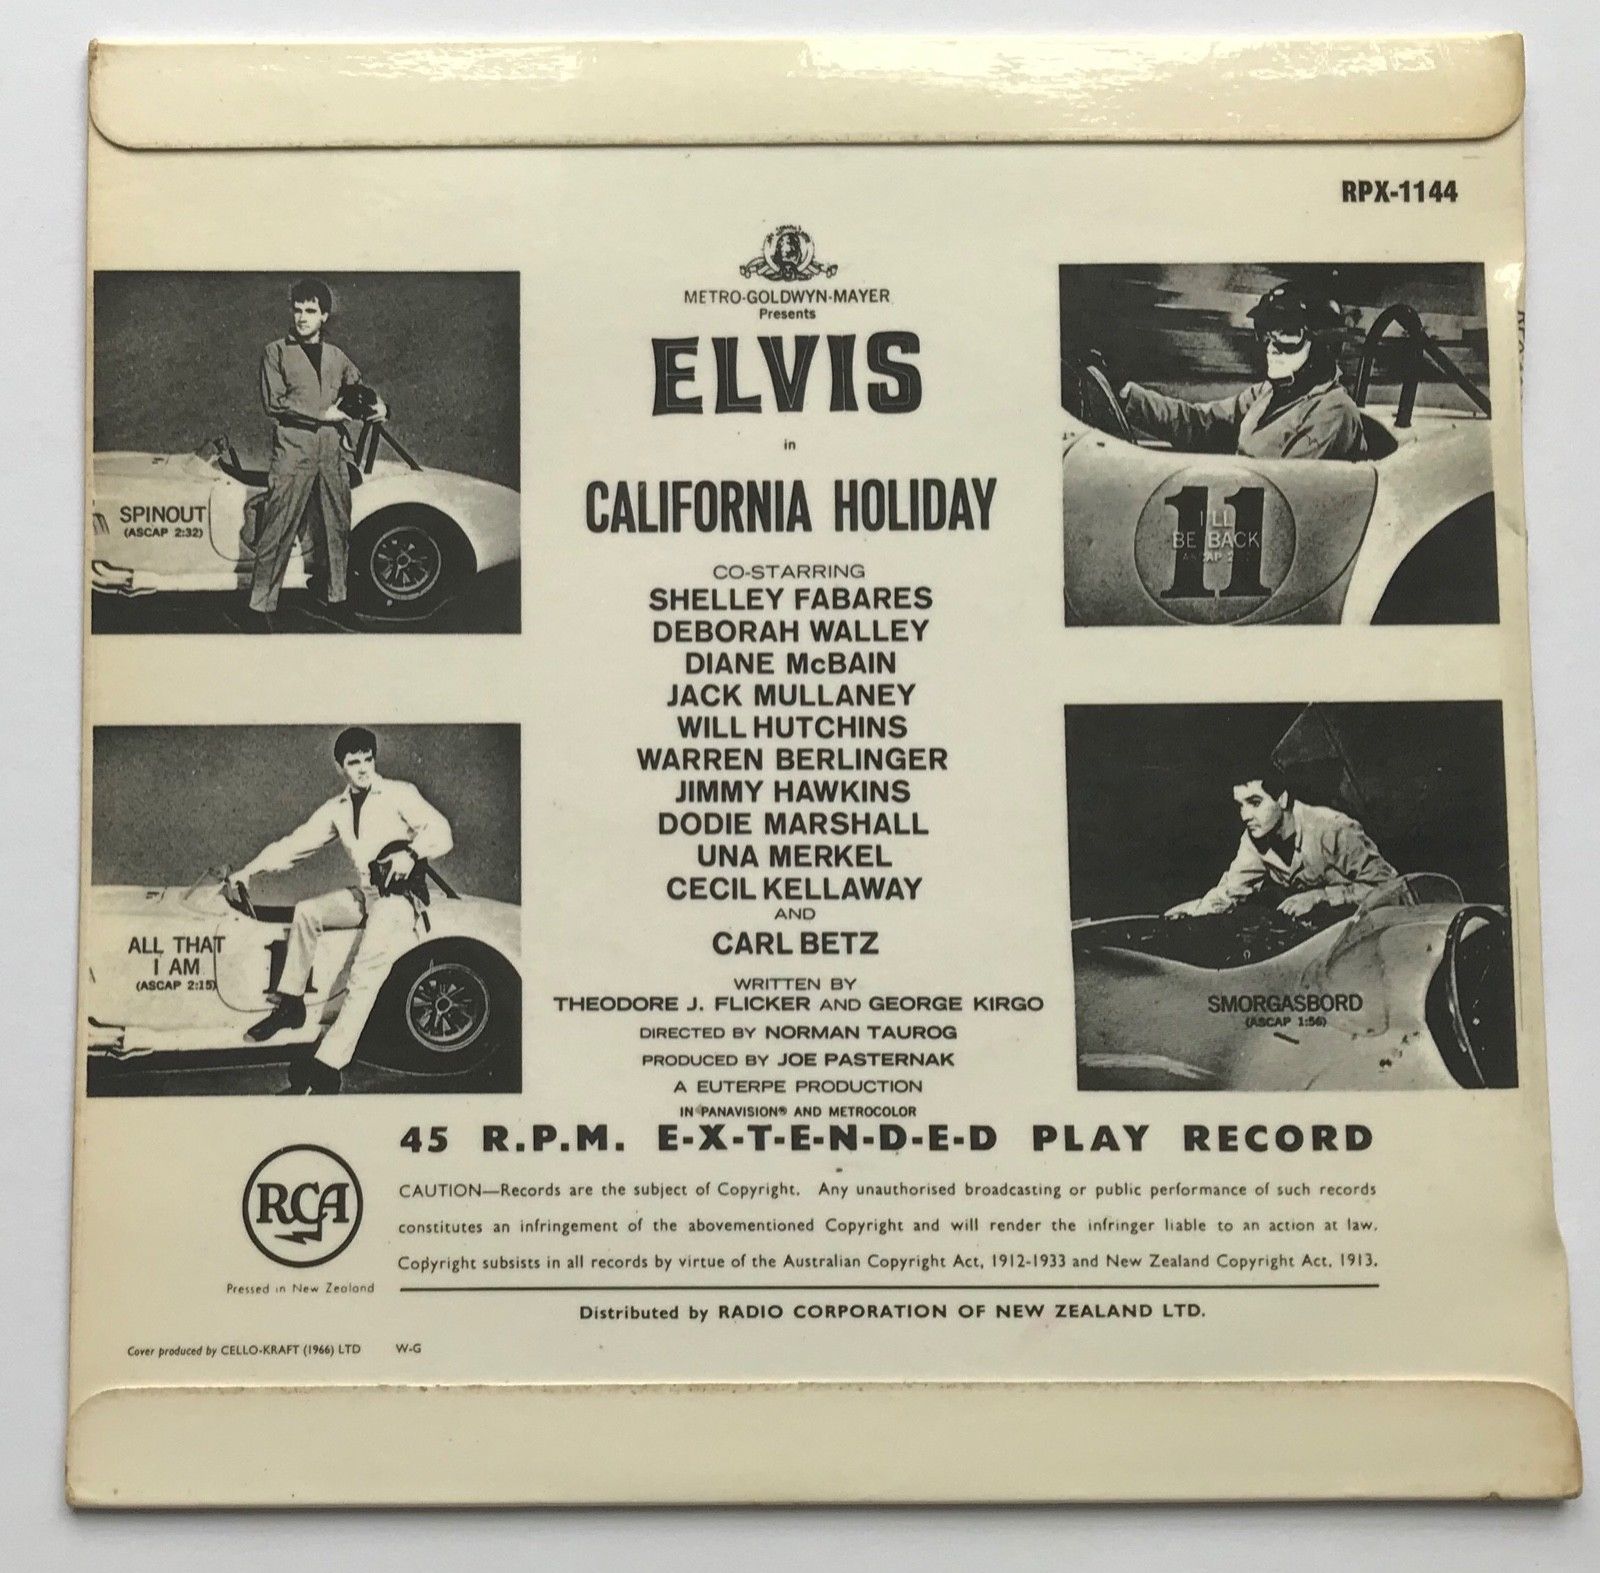 RPX-1144
METRO-GOLDWYN-MAYER
Presents
ELVIS
in
CALIFORNIA HOLIDAY
CO-STARRING
SHELLEY FABARES
DEBORAH WALLEY
DIANE McBAIN
JACK MULLANEY
WILL HUTCHINS
WARREN BERLINGER
JIMMY HAWKINS
DODIE MARSHALL
UNA MERKEL
CECIL KELLAWAY
AND
CARL BETZ
WRITTEN BY
THEODORE J. FLICKER AND GEORGE KIRGO
DIRECTED BY NORMAN TAUROG
PRODUCED BY JOE PASTERNAK
A EUTERPE PRODUCTION
IN PANAVISION® AND METROCOLOR
SPINOUT
(ASCAP 2:32)
I'LL
BE BACK
11
ALL THAT
I AM
(ASCAP 2:15)
SMORGASBORD
(ASCAP 1:56)
45 R.P.M. E-X-T-E-N-D-E-D PLAY RECORD
RCA
Pressed in New Zealand
CAUTION—Records are the subject of Copyright. Any unauthorised broadcasting or public performance of such records
constitutes an infringement of the abovementioned Copyright and will render the infringer liable to an action at law.
Copyright subsists in all records by virtue of the Australian Copyright Act, 1912-1933 and New Zealand Copyright Act, 1913.
Distributed by RADIO CORPORATION OF NEW ZEALAND LTD.
Cover produced by CELLO-KRAFT (1966) LTD W-G